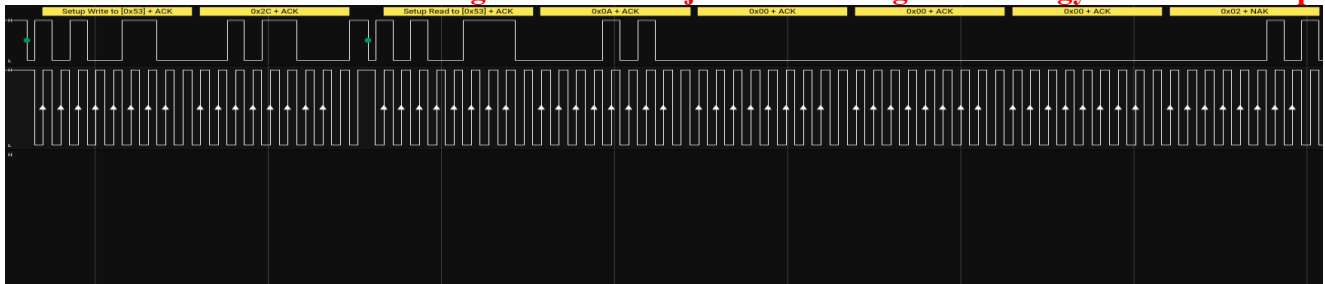 Setup Write to [0x53] + ACK 0x2C + ACK Setup Read to [0x53] + ACK 0x0A + ACK 0x00 + ACK 0x00 + ACK 0x00 + ACK 0x02 + NAK